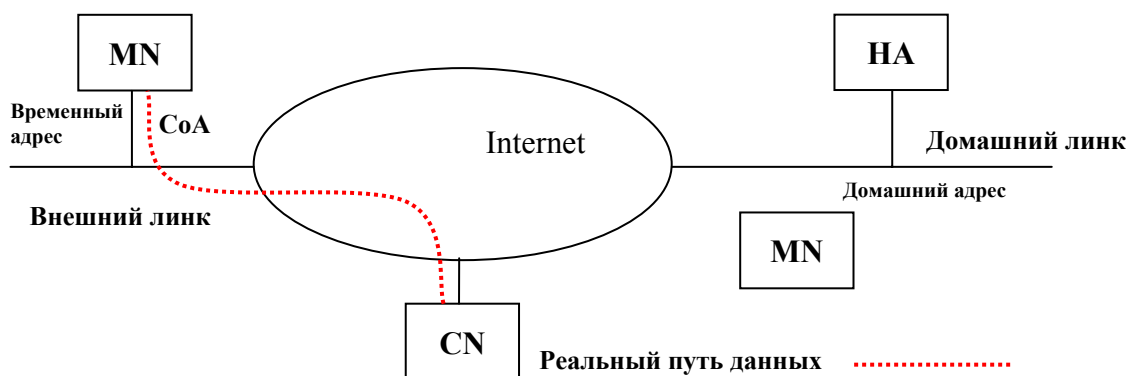 MN
HA
Временный
адрес
CoA
Internet
Домашний линк
Домашний адрес
Внешний линк
MN
CN
Реальный путь данных